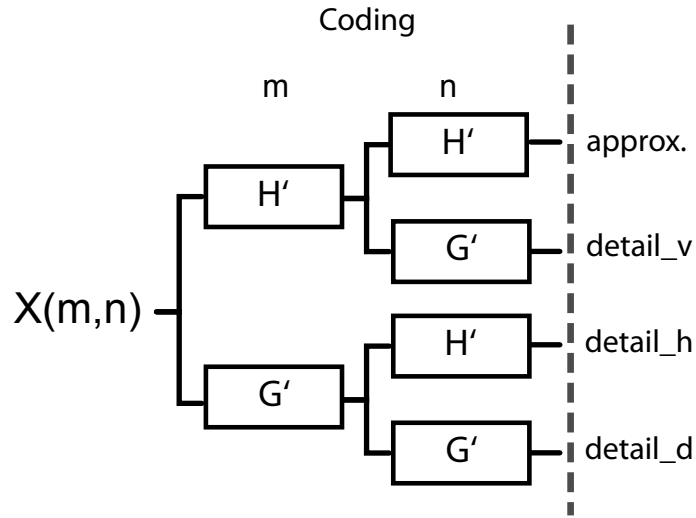 Coding
m n
H‘ approx.
H‘
G‘ detail_v
X(m,n)
H‘ detail_h
G‘
G‘ detail_d